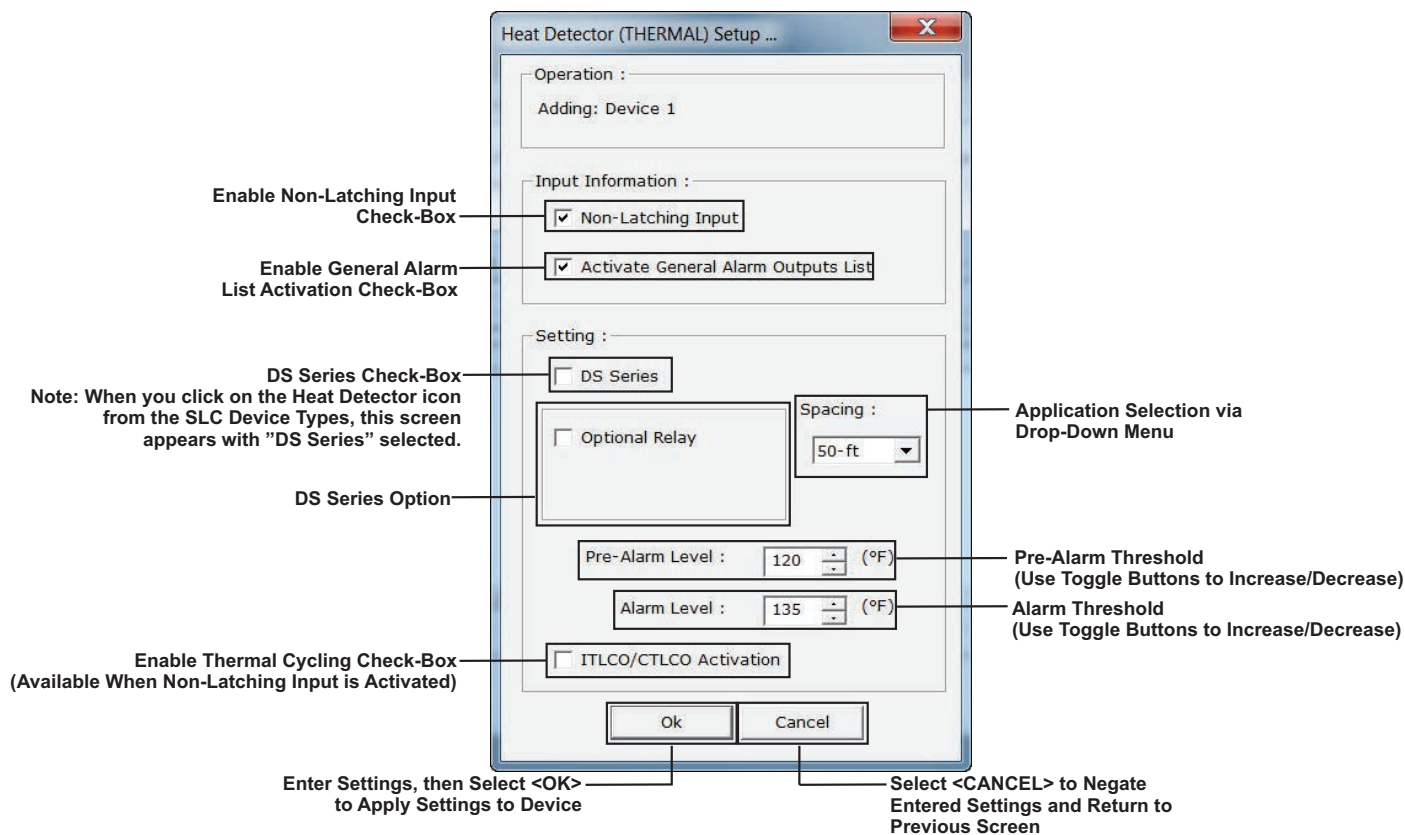 Heat Detector (THERMAL) Setup ...
X
Operation :
Adding: Device 1
Input Information :
Enable Non-Latching Input
Check-Box
Non-Latching Input
Enable General Alarm
List Activation Check-Box
Activate General Alarm Outputs List
Setting :
DS Series Check-Box
Note: When you click on the Heat Detector icon
from the SLC Device Types, this screen
appears with ”DS Series” selected.
DS Series
Optional Relay
DS Series Option
Spacing :
50-ft
Application Selection via
Drop-Down Menu
Pre-Alarm Level :
120
(°F)
Pre-Alarm Threshold
(Use Toggle Buttons to Increase/Decrease)
Alarm Level :
135
(°F)
Alarm Threshold
(Use Toggle Buttons to Increase/Decrease)
Enable Thermal Cycling Check-Box
(Available When Non-Latching Input is Activated)
ITLCO/CTLCO Activation
Ok
Cancel
Enter Settings, then Select <OK>
to Apply Settings to Device
Select <CANCEL> to Negate
Entered Settings and Return to
Previous Screen